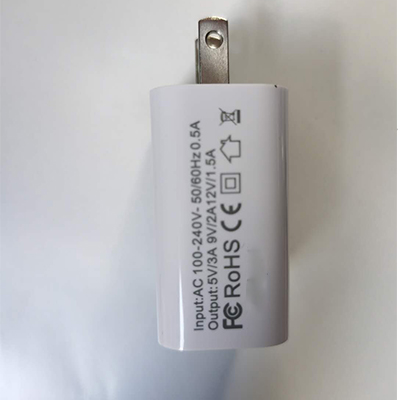 Input:AC 100-240V- 50/60Hz 0.5A
Output:5V/3A 9V/2A12V/1.5A
FC RoHS CE